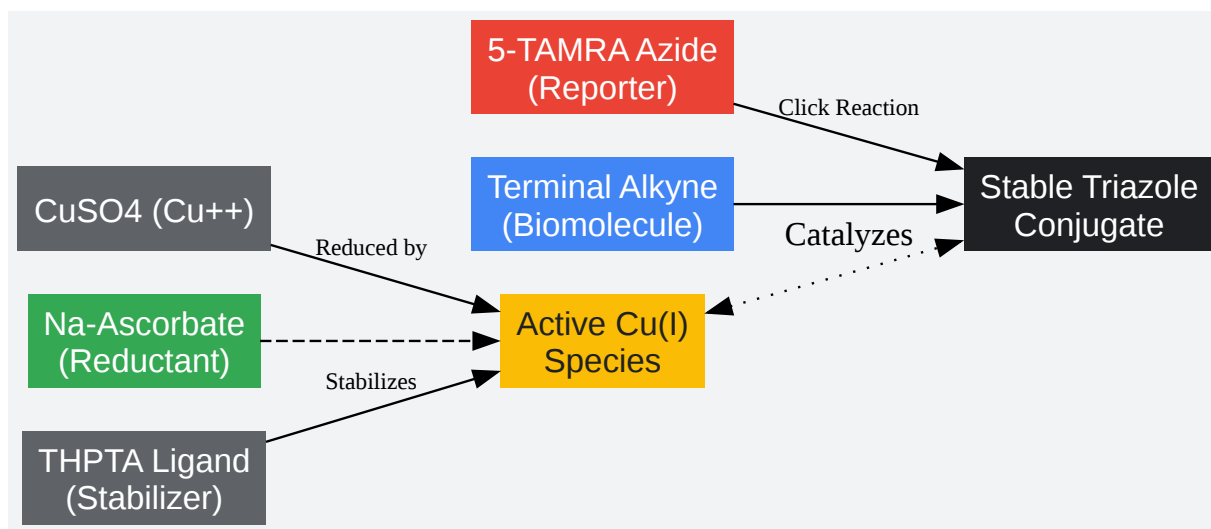 5-TAMRA Azide
(Reporter)
Click Reaction
Terminal Alkyne
(Biomolecule)
Stable Triazole
Conjugate
Catalyzes
CuSO4 (Cu++)
Reduced by
Na-Ascorbate
(Reductant)
Active Cu(I)
Species
Stabilizes
THPTA Ligand
(Stabilizer)